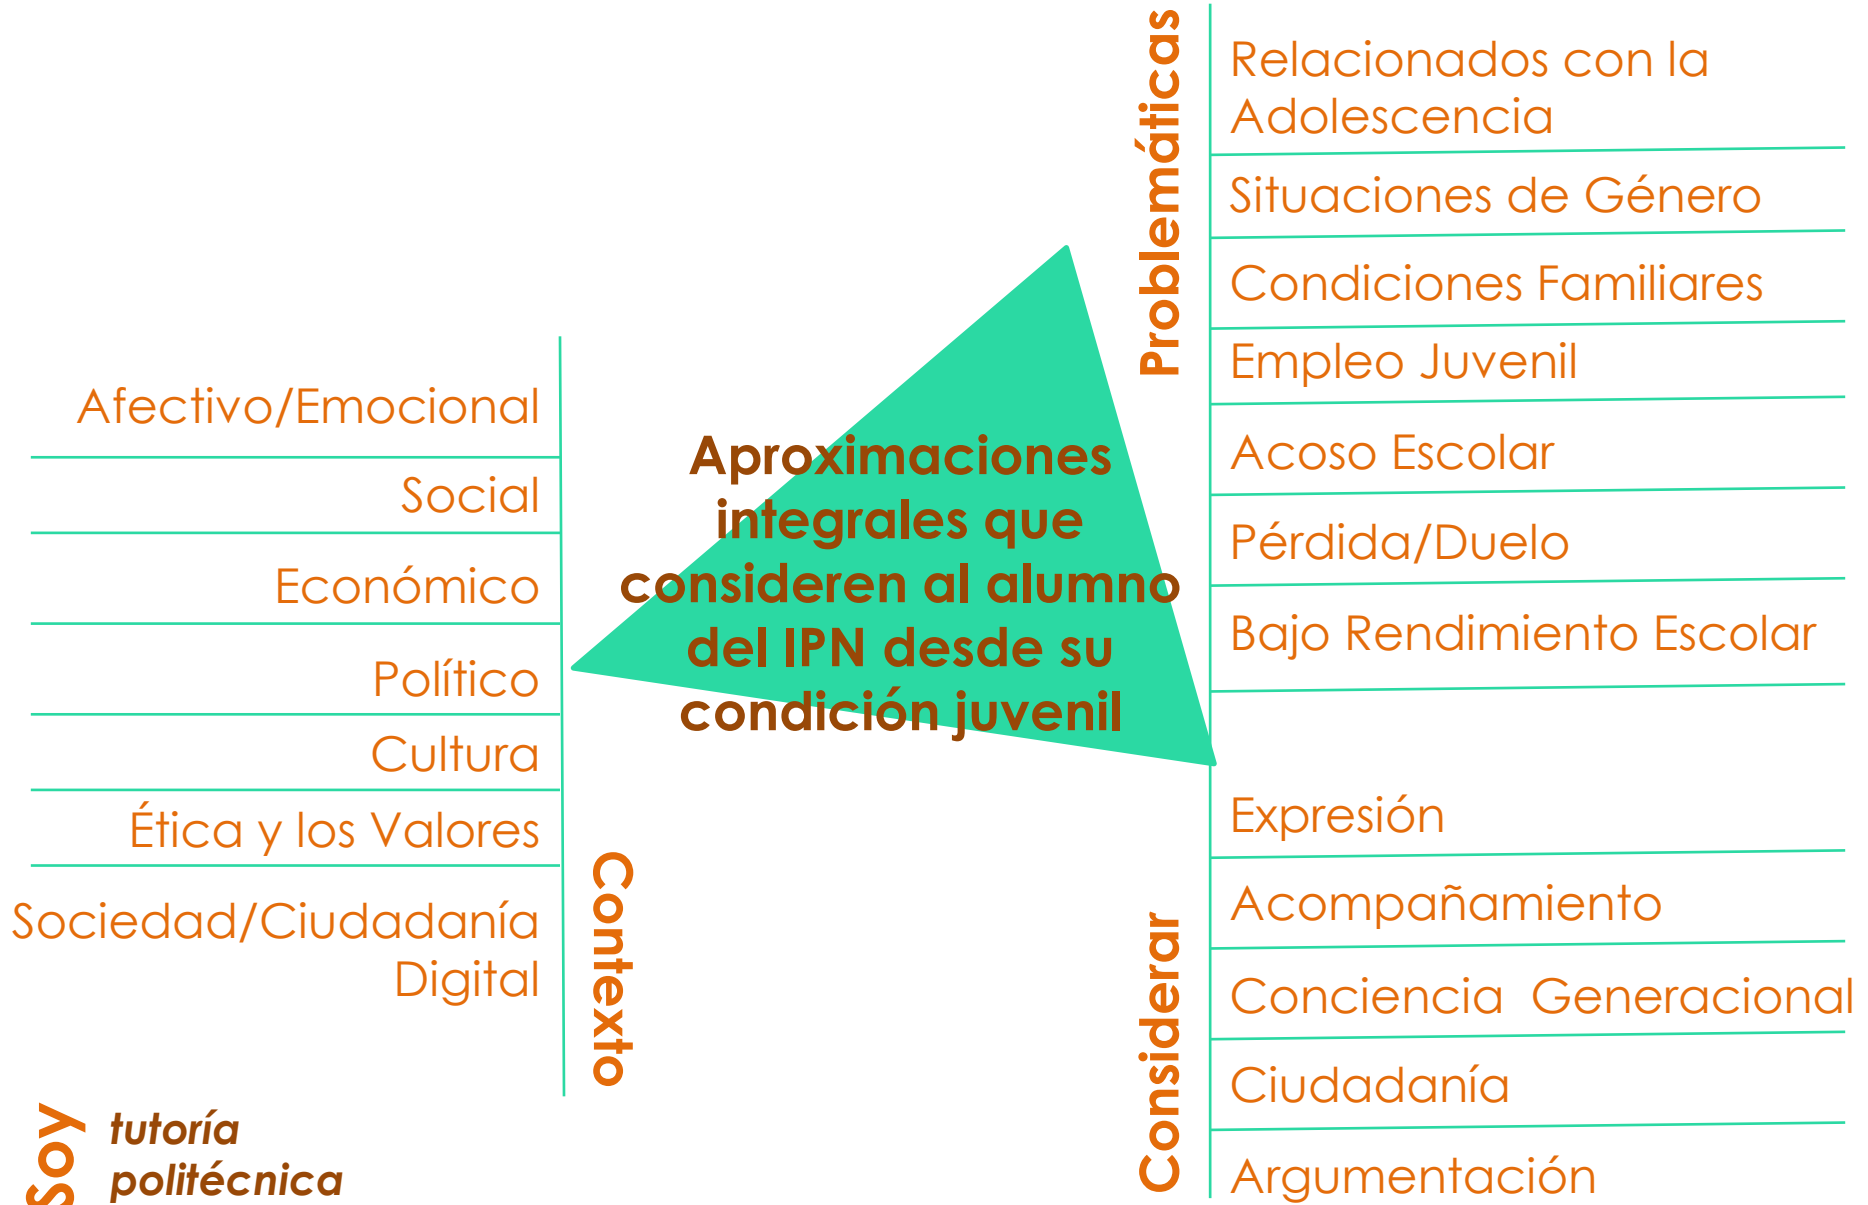 Afectivo/Emocional
Social
Económico
Político
Cultura
Ética y los Valores
Sociedad/Ciudadanía
Digital
Contexto
Aproximaciones
integrales que
consideren al alumno
del IPN desde su
condición juvenil
Problemáticas
Relacionados con la
Adolescencia
Situaciones de Género
Condiciones Familiares
Empleo Juvenil
Acoso Escolar
Pérdida/Duelo
Bajo Rendimiento Escolar
Considerar
Expresión
Acompañamiento
Conciencia  Generacional
Ciudadanía
Argumentación
Soy
tutoría
politécnica